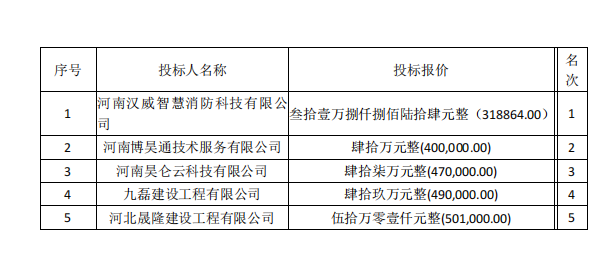 序号 投标人名称 投标报价 名次
1 河南汉威智慧消防科技有限公司 叁拾壹万捌仟捌佰陆拾肆元整（318864.00） 1
2 河南博昊通技术服务有限公司 肆拾万元整(400,000.00) 2
3 河南昊仑云科技有限公司 肆拾柒万元整(470,000.00) 3
4 九磊建设工程有限公司 肆拾玖万元整(490,000.00) 4
5 河北晟隆建设工程有限公司 伍拾万零壹仟元整(501,000.00) 5